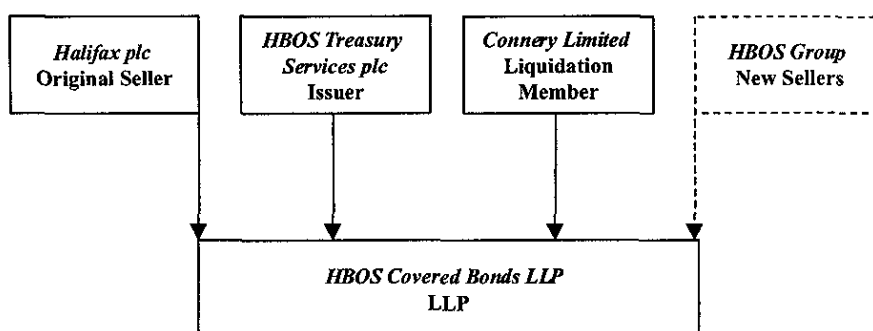 Halifax plc
Original Seller
HBOS Treasury
Services plc
Issuer
Connery Limited
Liquidation
Member
HBOS Group
New Sellers
HBOS Covered Bonds LLP
LLP